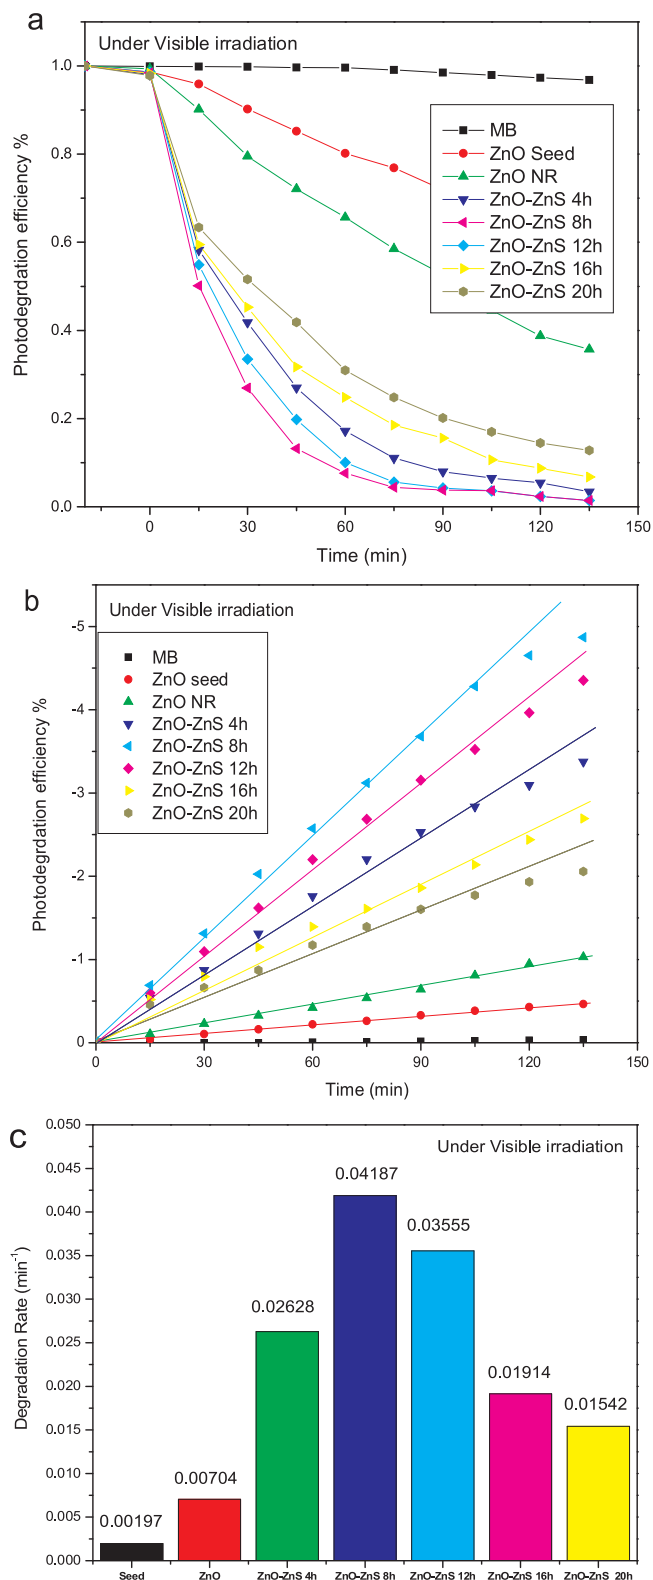 a
Under Visible irradiation
Photodegrdation efficiency %
1.0
0.8
0.6
0.4
0.2
0.0
MB
ZnO Seed
ZnO NR
ZnO-ZnS 4h
ZnO-ZnS 8h
ZnO-ZnS 12h
ZnO-ZnS 16h
ZnO-ZnS 20h
0 30 60 90 120 150
Time (min)
b
Under Visible irradiation
Photodegrdation efficiency %
-5
-4
-3
-2
-1
0
MB
ZnO seed
ZnO NR
ZnO-ZnS 4h
ZnO-ZnS 8h
ZnO-ZnS 12h
ZnO-ZnS 16h
ZnO-ZnS 20h
0 30 60 90 120 150
Time (min)
c
Under Visible irradiation
Degradation Rate (min⁻¹)
0.050
0.045
0.040
0.035
0.030
0.025
0.020
0.015
0.010
0.005
0.000
0.00197
0.00704
0.02628
0.04187
0.03555
0.01914
0.01542
Seed ZnO ZnO-ZnS 4h ZnO-ZnS 8h ZnO-ZnS 12h ZnO-ZnS 16h ZnO-ZnS 20h